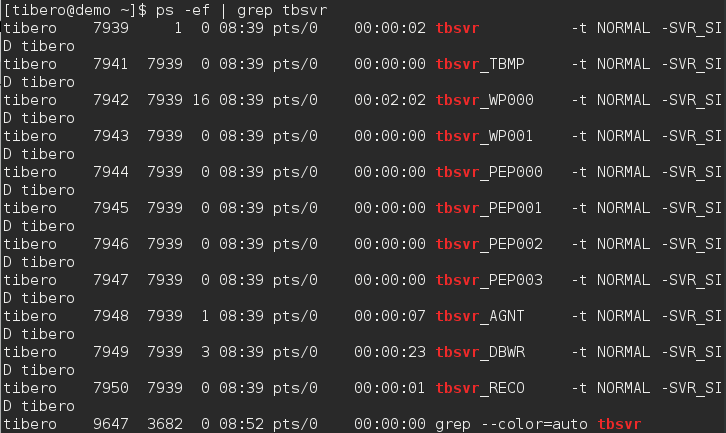 [tibero@demo ~]$ ps -ef | grep tbsvr
tibero    7939     1  0 08:39 pts/0    00:00:02 tbsvr          -t NORMAL -SVR_SI
D tibero
tibero    7941  7939  0 08:39 pts/0    00:00:00 tbsvr_TBMP     -t NORMAL -SVR_SI
D tibero
tibero    7942  7939 16 08:39 pts/0    00:02:02 tbsvr_WP000    -t NORMAL -SVR_SI
D tibero
tibero    7943  7939  0 08:39 pts/0    00:00:00 tbsvr_WP001    -t NORMAL -SVR_SI
D tibero
tibero    7944  7939  0 08:39 pts/0    00:00:00 tbsvr_PEP000   -t NORMAL -SVR_SI
D tibero
tibero    7945  7939  0 08:39 pts/0    00:00:00 tbsvr_PEP001   -t NORMAL -SVR_SI
D tibero
tibero    7946  7939  0 08:39 pts/0    00:00:00 tbsvr_PEP002   -t NORMAL -SVR_SI
D tibero
tibero    7947  7939  0 08:39 pts/0    00:00:00 tbsvr_PEP003   -t NORMAL -SVR_SI
D tibero
tibero    7948  7939  1 08:39 pts/0    00:00:07 tbsvr_AGNT     -t NORMAL -SVR_SI
D tibero
tibero    7949  7939  3 08:39 pts/0    00:00:23 tbsvr_DBWR     -t NORMAL -SVR_SI
D tibero
tibero    7950  7939  0 08:39 pts/0    00:00:01 tbsvr_RECO     -t NORMAL -SVR_SI
D tibero
tibero    9647  3682  0 08:52 pts/0    00:00:00 grep --color=auto tbsvr